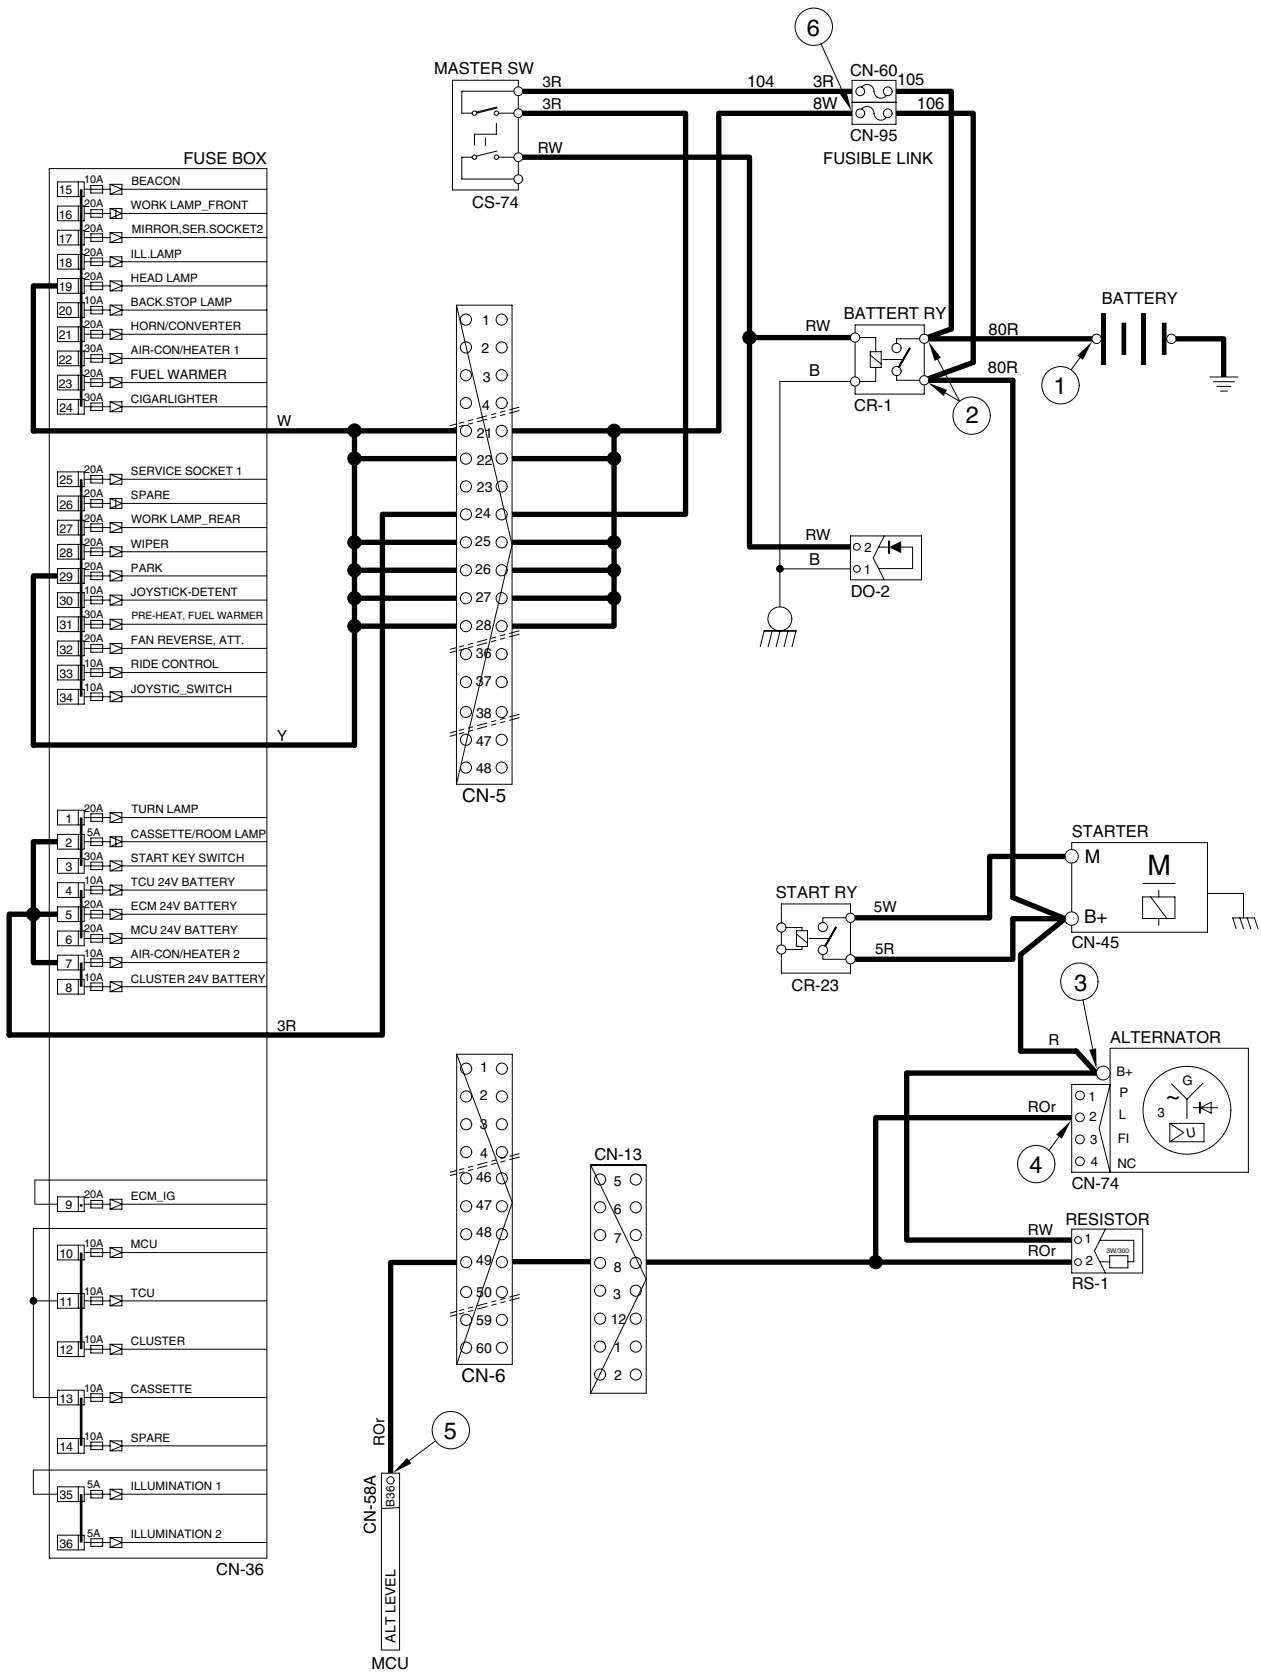 6
MASTER SW
3R
104
3R
CN-60
105
3R
8W
106
CN-95
FUSIBLE LINK
RW
CS-74
FUSE BOX
15 10A BEACON
16 20A WORK LAMP_FRONT
17 20A MIRROR,SER.SOCKET2
18 20A ILL.LAMP
19 20A HEAD LAMP
20 10A BACK.STOP LAMP
21 20A HORN/CONVERTER
22 30A AIR-CON/HEATER 1
23 20A FUEL WARMER
24 30A CIGARLIGHTER
W
25 20A SERVICE SOCKET 1
26 20A SPARE
27 20A WORK LAMP_REAR
28 20A WIPER
29 20A PARK
30 10A JOYSTICK-DETENT
31 30A PRE-HEAT, FUEL WARMER
32 20A FAN REVERSE, ATT.
33 10A RIDE CONTROL
34 10A JOYSTIC_SWITCH
Y
1 20A TURN LAMP
2 5A CASSETTE/ROOM LAMP
3 30A START KEY SWITCH
4 10A TCU 24V BATTERY
5 20A ECM 24V BATTERY
6 20A MCU 24V BATTERY
7 10A AIR-CON/HEATER 2
8 10A CLUSTER 24V BATTERY
3R
9 20A ECM_IG
10 10A MCU
11 10A TCU
12 10A CLUSTER
13 10A CASSETTE
14 10A SPARE
35 5A ILLUMINATION 1
36 5A ILLUMINATION 2
CN-36
1
2
3
4
21
22
23
24
25
26
27
28
36
37
38
47
48
CN-5
BATTERT RY
RW
B
CR-1
80R
80R
2
BATTERY
1
RW
2
B
1
DO-2
STARTER
M
M
B+
CN-45
START RY
5W
5R
CR-23
3
R
ALTERNATOR
B+
ROr
1 P
2 L
3 FI
4 NC
G
3 ~
U
4
CN-74
RESISTOR
RW
1
ROr
2
3W/300
RS-1
1
2
3
4
46
47
48
49
50
59
60
CN-6
CN-13
5
6
7
8
3
12
1
2
ROr
5
CN-58A
B36
ALT LEVEL
MCU